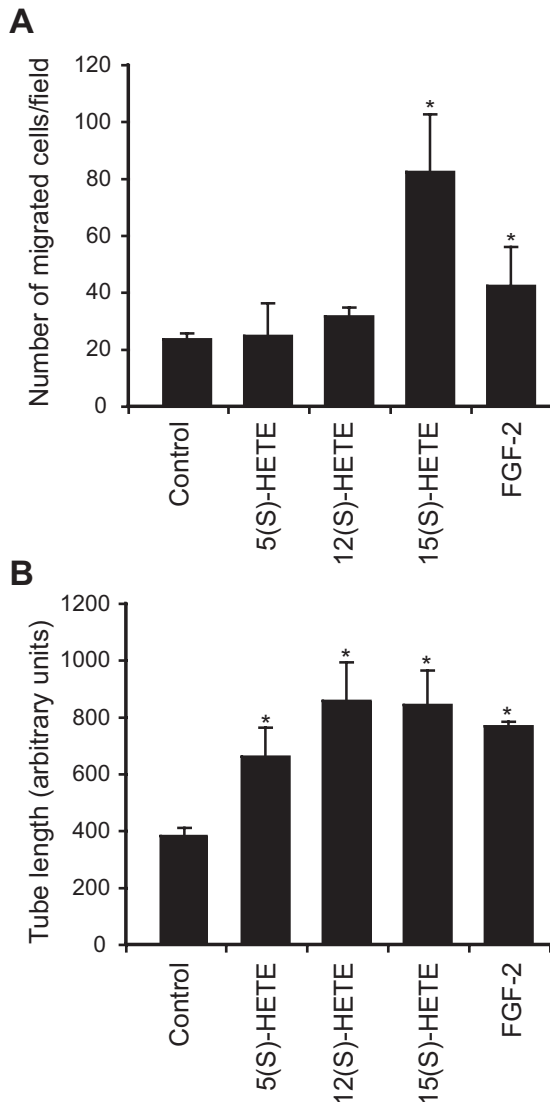 A
Number of migrated cells/field
120
100
80
60
40
20
0
*
*
Control
5(S)-HETE
12(S)-HETE
15(S)-HETE
FGF-2
B
Tube length (arbitrary units)
1200
1000
800
600
400
200
0
*
*
*
*
Control
5(S)-HETE
12(S)-HETE
15(S)-HETE
FGF-2